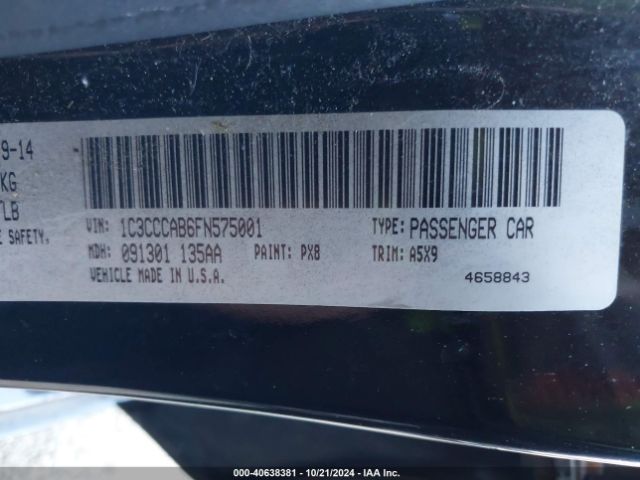 9-14
KG
LB
E SAFETY.
VIN: 1C3CCCAB6FN575001 TYPE: PASSENGER CAR
MDH: 091301 135AA PAINT: PX8 TRIM: A5X9
VEHICLE MADE IN U.S.A. 4658843
000-40638381 - 10/21/2024 - IAA Inc.